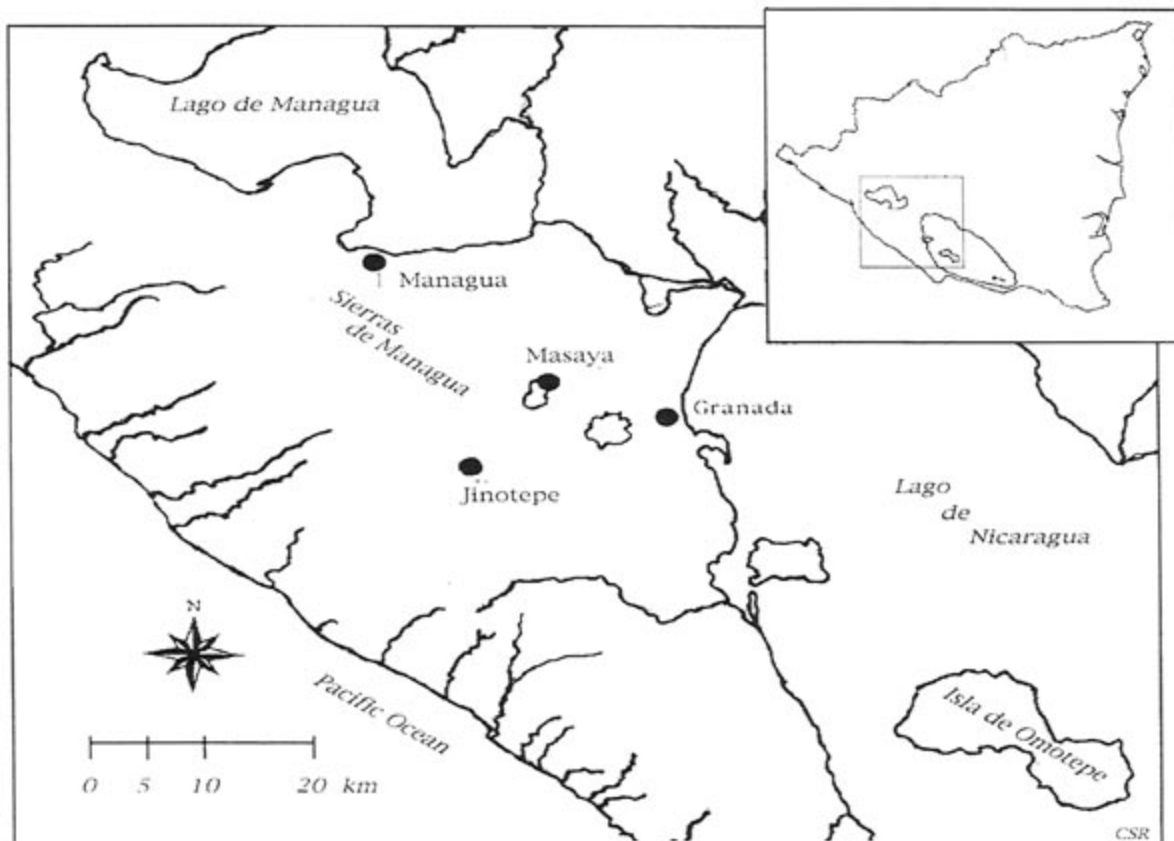 Lago de Managua
Managua
Sierras
de Managua
Masaya
Granada
Jinotepe
Lago
de
Nicaragua
N
Pacific Ocean
Isla de Omotepe
0 5 10 20 km
CSR